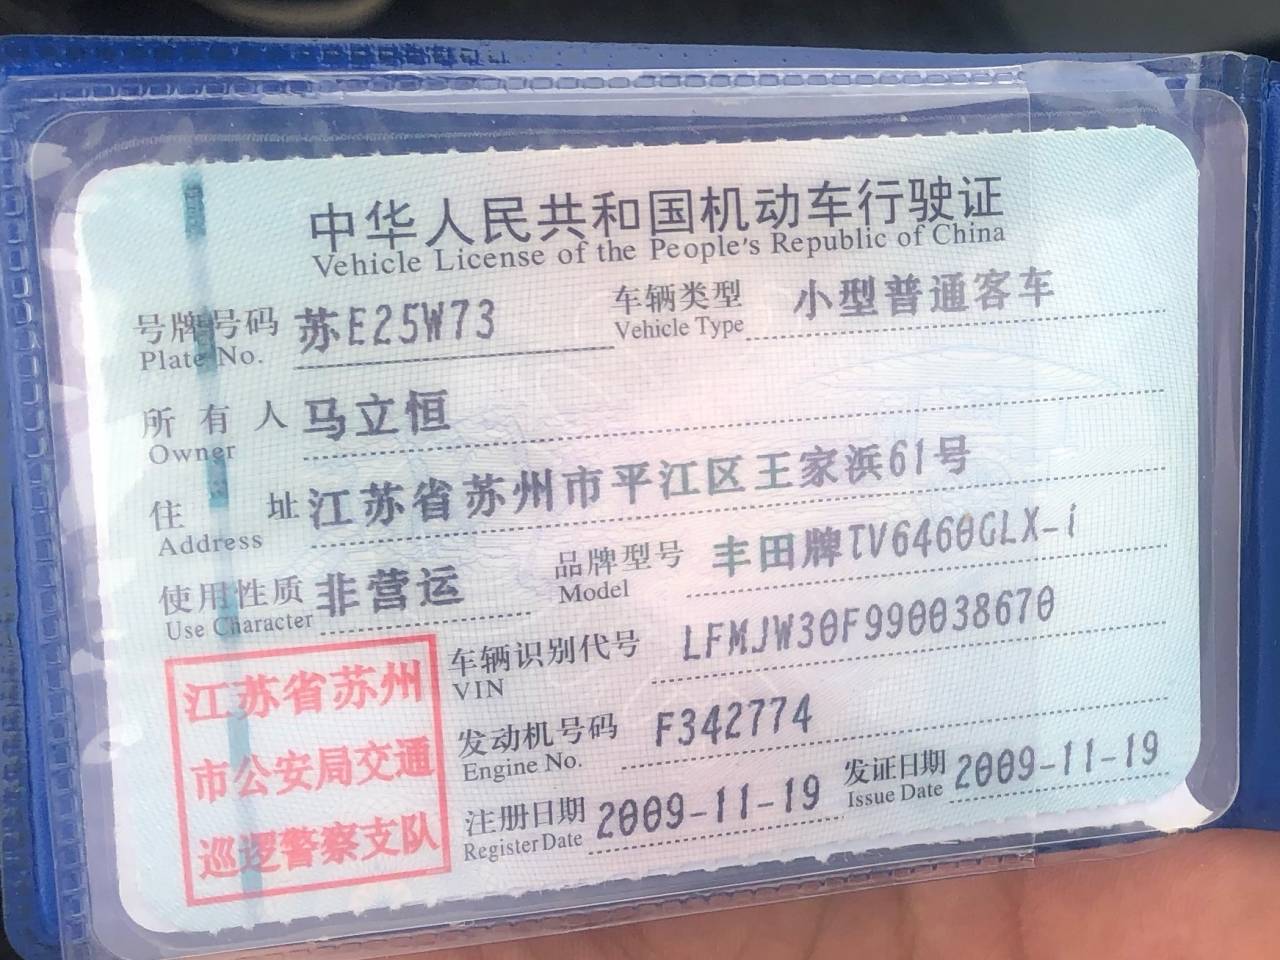 中华人民共和国机动车行驶证
Vehicle License of the People's Republic of China
号牌号码 苏E25W73 车辆类型 小型普通客车
Plate No. Vehicle Type
所有人 马立恒
Owner
住址 江苏省苏州市平江区王家浜61号
Address
使用性质 非营运 品牌型号 丰田牌TV6460GLX-i
Use Character Model
车辆识别代号 LFMJW30F990038670
VIN
发动机号码 F342774
Engine No.
注册日期 2009-11-19 发证日期 2009-11-19
Register Date Issue Date
江苏省苏州
市公安局交通
巡逻警察支队